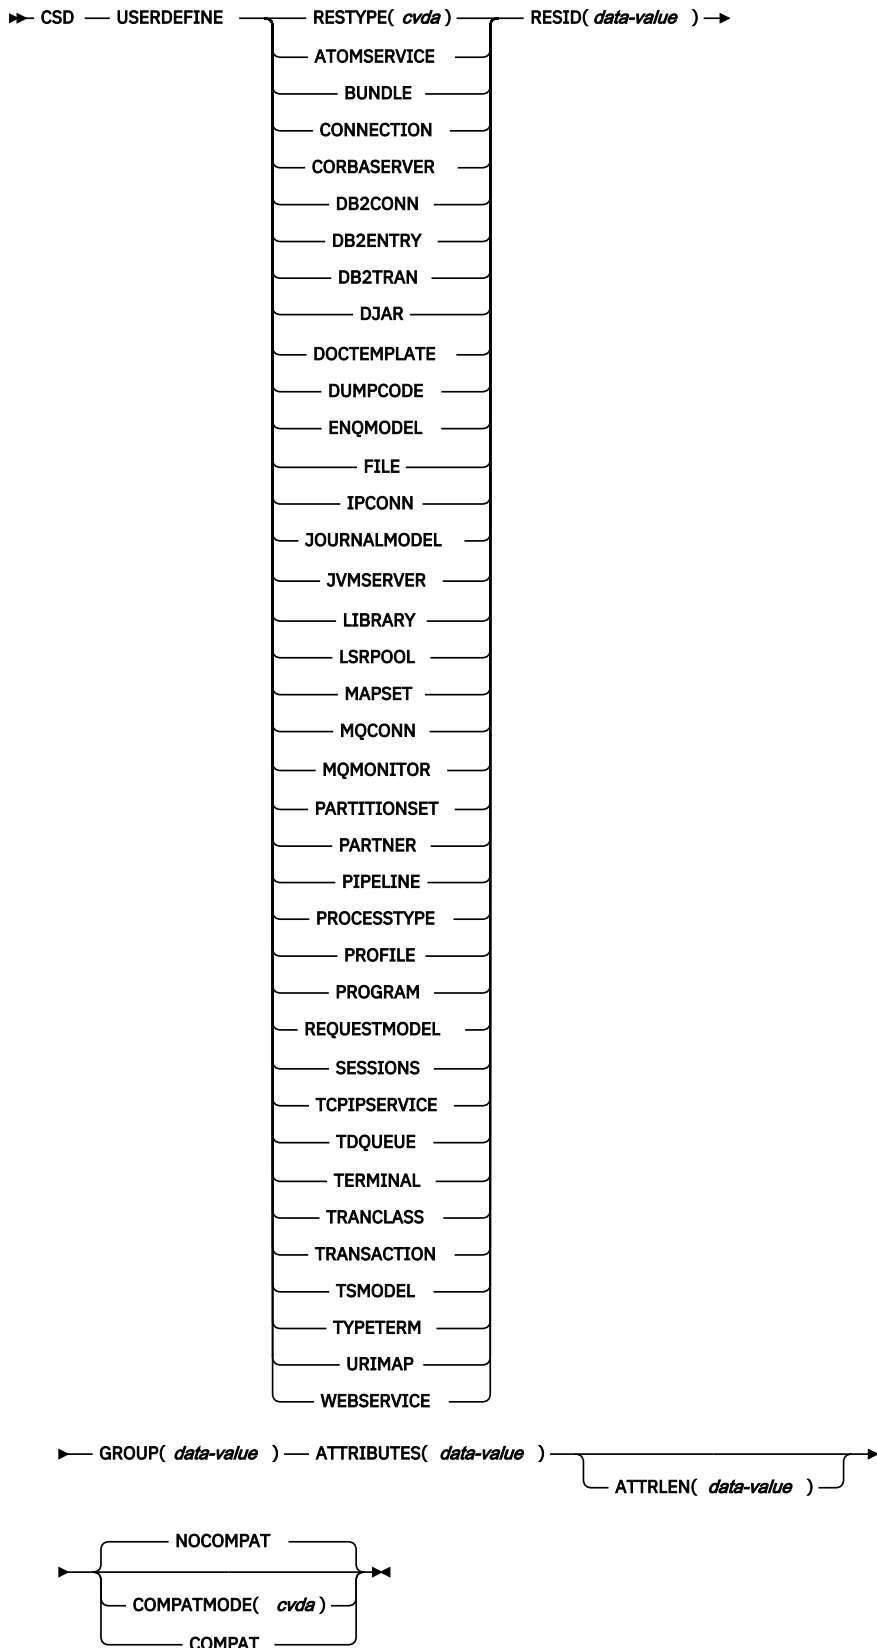 CSD USERDEFINE RESTYPE( cvda ) RESID( data-value )
ATOMSERVICE
BUNDLE
CONNECTION
CORBASERVER
DB2CONN
DB2ENTRY
DB2TRAN
DJAR
DOCTEMPLATE
DUMPCODE
ENQMODEL
FILE
IPCONN
JOURNALMODEL
JVMSERVER
LIBRARY
LSRPOOL
MAPSET
MQCONN
MQMONITOR
PARTITIONSET
PARTNER
PIPELINE
PROCESSTYPE
PROFILE
PROGRAM
REQUESTMODEL
SESSIONS
TCPIPSERVICE
TDQUEUE
TERMINAL
TRANCLASS
TRANSACTION
TSMODEL
TYPETERM
URIMAP
WEBSERVICE
GROUP( data-value ) ATTRIBUTES( data-value )
ATTRLEN( data-value )
NOCOMPAT
COMPATMODE( cvda )
COMPAT